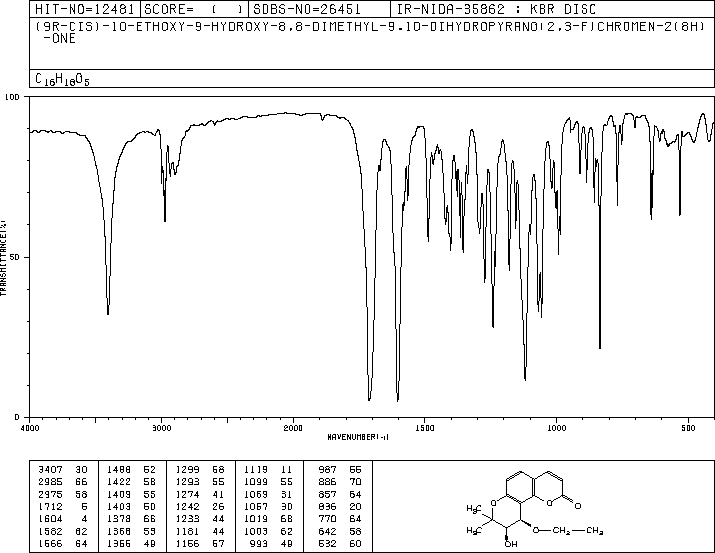 HIT-NO=12481 SCORE= ( ) SDBS-NO=26451 IR-NIDA-35862 : KBR DISC
(9R-CIS)-10-ETHOXY-9-HYDROXY-8,8-DIMETHYL-9,10-DIHYDROPYRANO(2,3-F)CHROMEN-2(8H)
-ONE
C16H18O5
100
50
0
TRANSMITTANCE(%)
4000 3000 2000 1500 1000 500
WAVENUMBER(-1)
3407 30 1488 52 1299 68 1119 11 987 55
2985 66 1422 58 1293 55 1099 55 886 70
2975 58 1409 55 1274 41 1069 31 857 64
1712 5 1403 50 1242 26 1057 30 836 20
1604 4 1378 66 1233 44 1019 68 770 64
1582 62 1368 55 1181 44 1003 62 642 58
1566 64 1355 49 1156 57 993 49 532 60
O O
H3C O
H3C O—CH2—CH3
OH